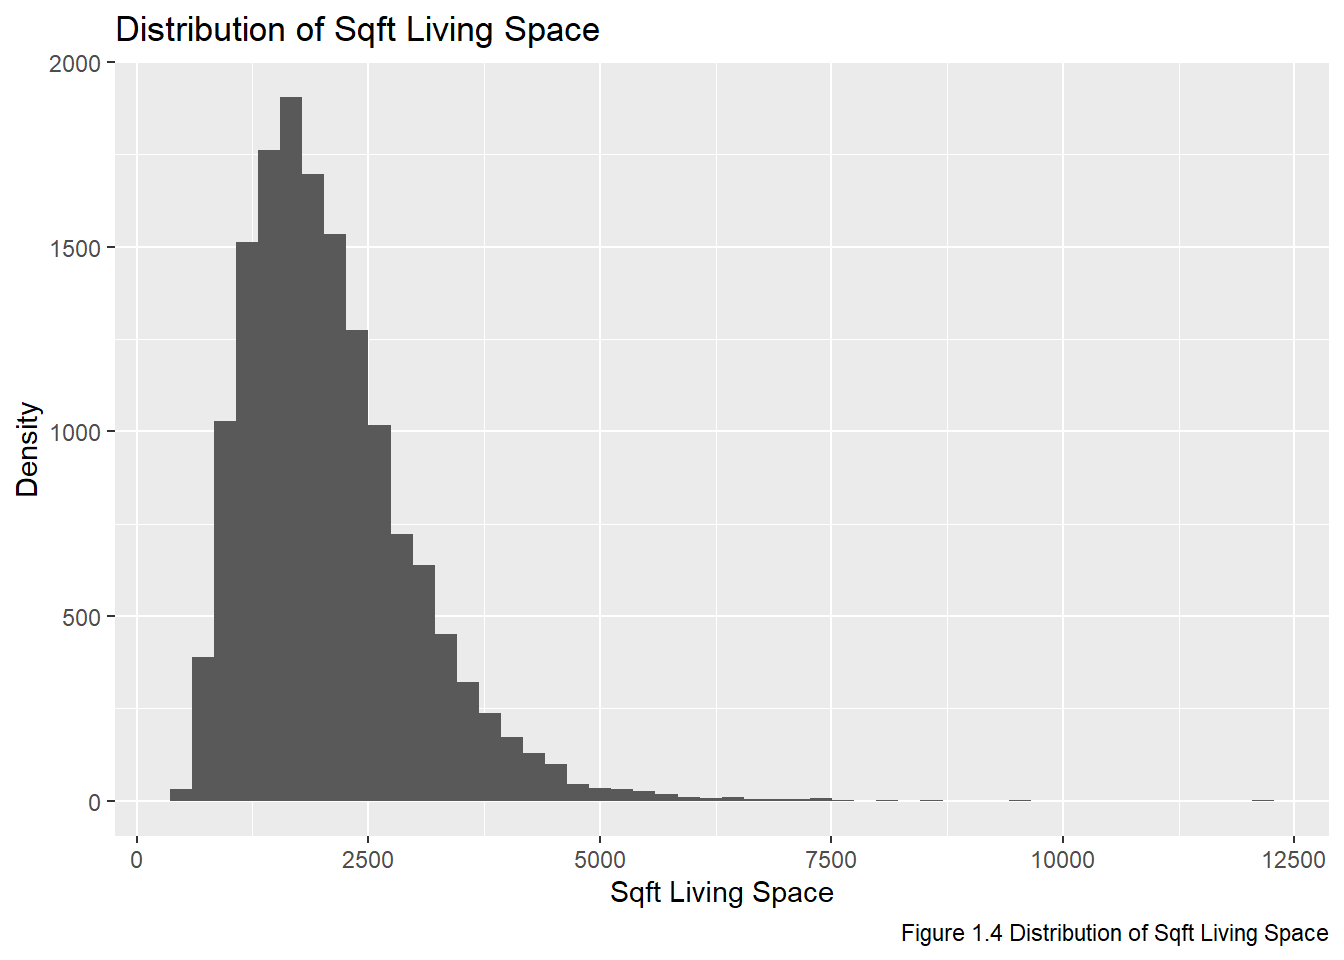 Distribution of Sqft Living Space
2000
1500
1000
500
0
Density
0 2500 5000 7500 10000 12500
Sqft Living Space
Figure 1.4 Distribution of Sqft Living Space